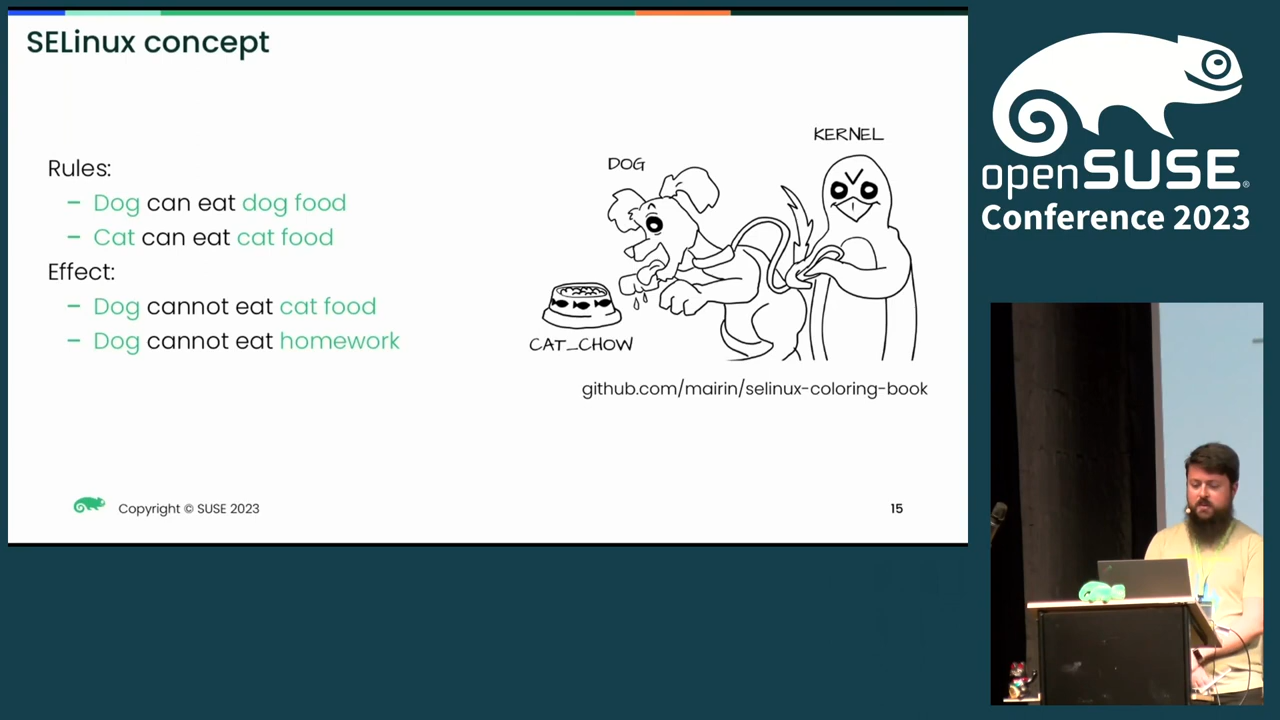 SELinux concept
Rules:
– Dog can eat dog food
– Cat can eat cat food
Effect:
– Dog cannot eat cat food
– Dog cannot eat homework
DOG
KERNEL
CAT_CHOW
github.com/mairin/selinux-coloring-book
Copyright © SUSE 2023
15
openSUSE®
Conference 2023